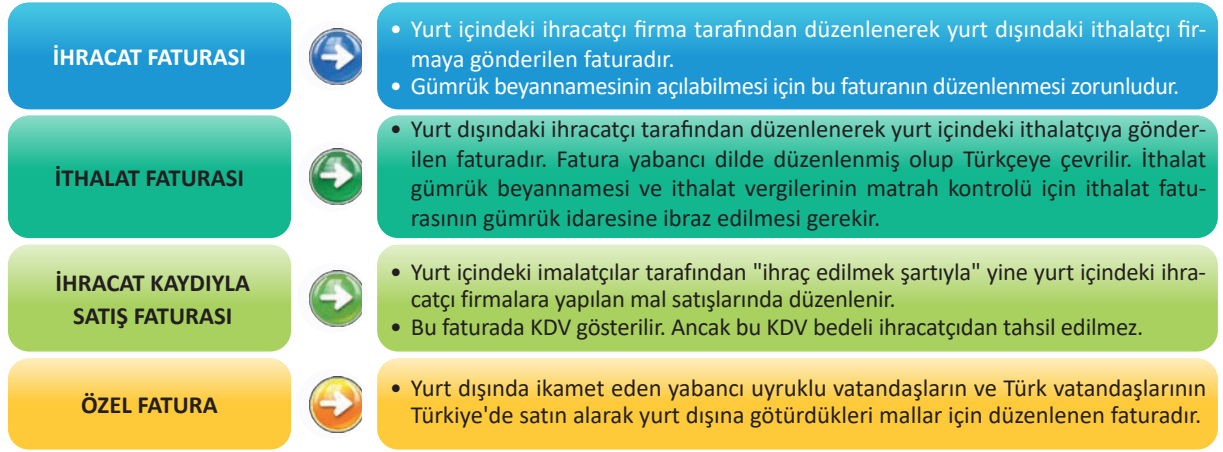 İHRACAT FATURASI
• Yurt içindeki ihracatçı firma tarafından düzenlenerek yurt dışındaki ithalatçı fir-
maya gönderilen faturadır.
• Gümrük beyannamesinin açılabilmesi için bu faturanın düzenlenmesi zorunludur.
İTHALAT FATURASI
• Yurt dışındaki ihracatçı tarafından düzenlenerek yurt içindeki ithalatçıya gönder-
ilen faturadır. Fatura yabancı dilde düzenlenmiş olup Türkçeye çevrilir. İthalat
gümrük beyannamesi ve ithalat vergilerinin matrah kontrolü için ithalat fatu-
rasının gümrük idaresine ibraz edilmesi gerekir.
İHRACAT KAYDIYLA
SATIŞ FATURASI
• Yurt içindeki imalatçılar tarafından "ihraç edilmek şartıyla" yine yurt içindeki ihra-
catçı firmalara yapılan mal satışlarında düzenlenir.
• Bu faturada KDV gösterilir. Ancak bu KDV bedeli ihracatçıdan tahsil edilmez.
ÖZEL FATURA
• Yurt dışında ikamet eden yabancı uyruklu vatandaşların ve Türk vatandaşlarının
Türkiye'de satın alarak yurt dışına götürdükleri mallar için düzenlenen faturadır.